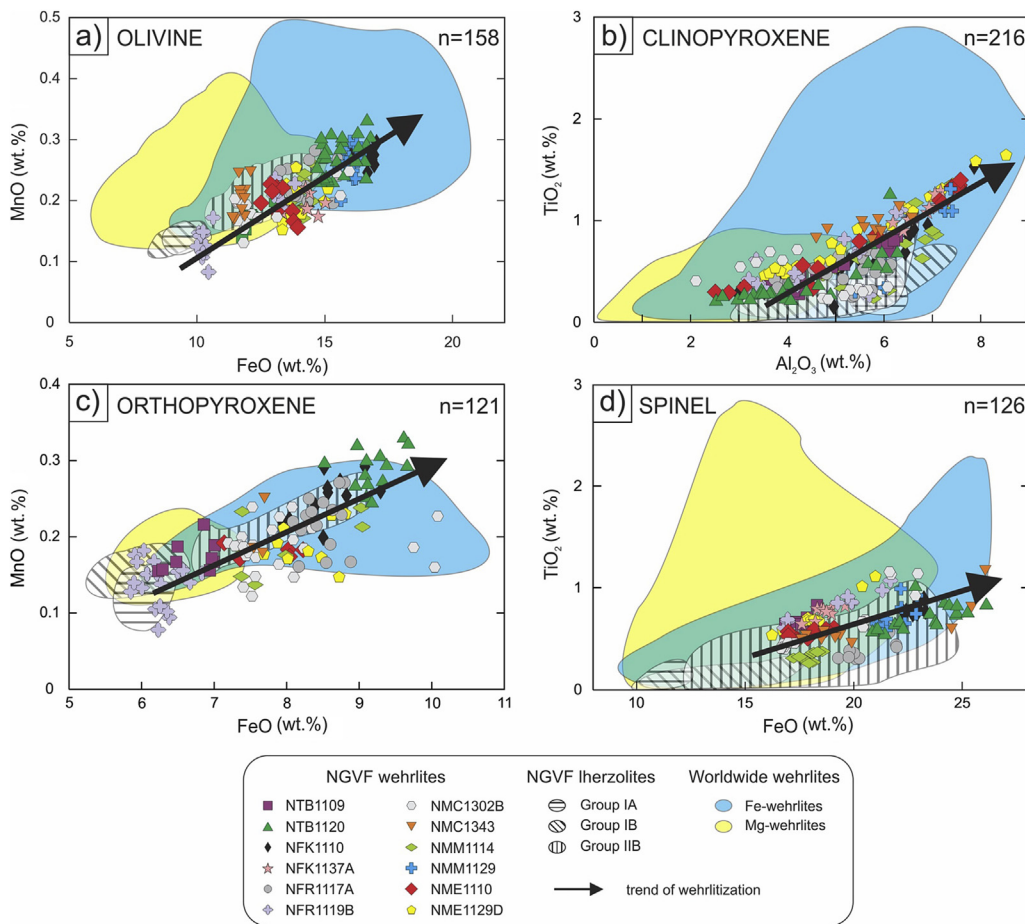 a) OLIVINE n=158
MnO (wt.%)
0.5
0.4
0.3
0.2
0.1
0
5 10 15 20
FeO (wt.%)
b) CLINOPYROXENE n=216
TiO₂ (wt.%)
3
2
1
0
0 2 4 6 8
Al₂O₃ (wt.%)
c) ORTHOPYROXENE n=121
MnO (wt.%)
0.4
0.3
0.2
0.1
0
5 6 7 8 9 10 11
FeO (wt.%)
d) SPINEL n=126
TiO₂ (wt.%)
3
2
1
0
10 15 20 25
FeO (wt.%)
NGVF wehrlites NGVF lherzolites Worldwide wehrlites
NTB1109 NMC1302B Group IA Fe-wehrlites
NTB1120 NMC1343 Group IB Mg-wehrlites
NFK1110 NMM1114 Group IIB
NFK1137A NMM1129
NFR1117A NME1110 trend of wehrlitization
NFR1119B NME1129D